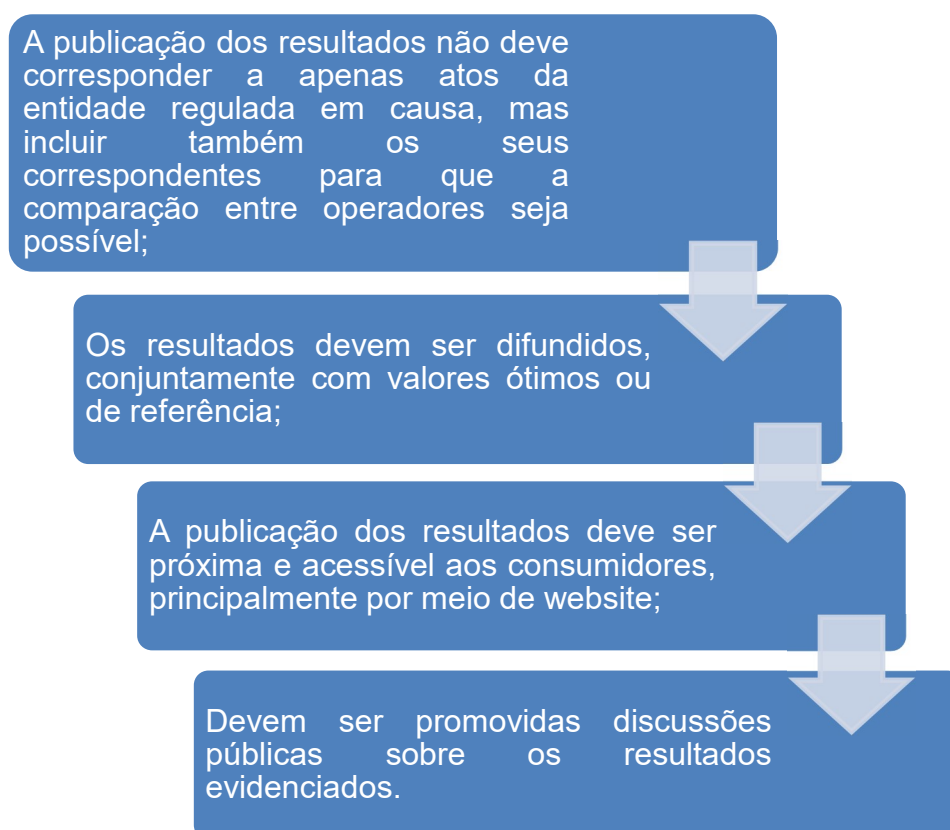 A publicação dos resultados não deve
corresponder a apenas atos da
entidade regulada em causa, mas
incluir também os seus
correspondentes para que a
comparação entre operadores seja
possível;
Os resultados devem ser difundidos,
conjuntamente com valores ótimos ou
de referência;
A publicação dos resultados deve ser
próxima e acessível aos consumidores,
principalmente por meio de website;
Devem ser promovidas discussões
públicas sobre os resultados
evidenciados.